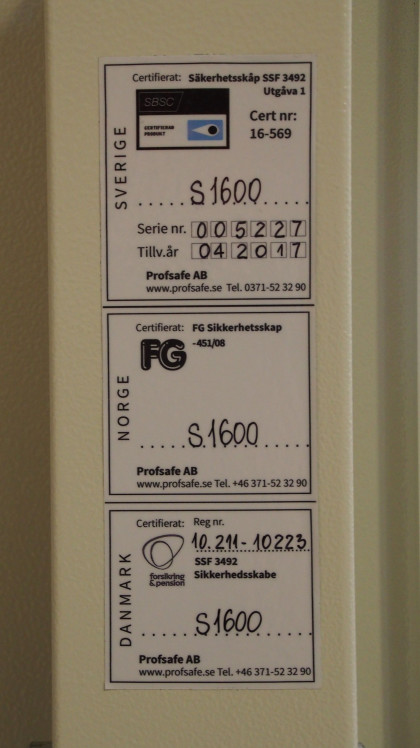 Certifierat: Säkerhetsskåp SSF 3492
Utgåva 1
SBSC
CERTIFIERAD
PRODUKT
Cert nr:
16-569
SVERIGE
S1600
Serie nr. 005227
Tillv.år 042017
Profsafe AB
www.profsafe.se Tel. 0371-52 32 90
Certifierat: FG Sikkerhetsskap
-451/08
FG
NORGE
S1600
Profsafe AB
www.profsafe.se Tel. +46 371-52 32 90
Certifierat: Reg nr.
10.211-10223
SSF 3492
Sikkerhedsskabe
forsikring
& pension
DANMARK
S1600
Profsafe AB
www.profsafe.se Tel. +46 371-52 32 90